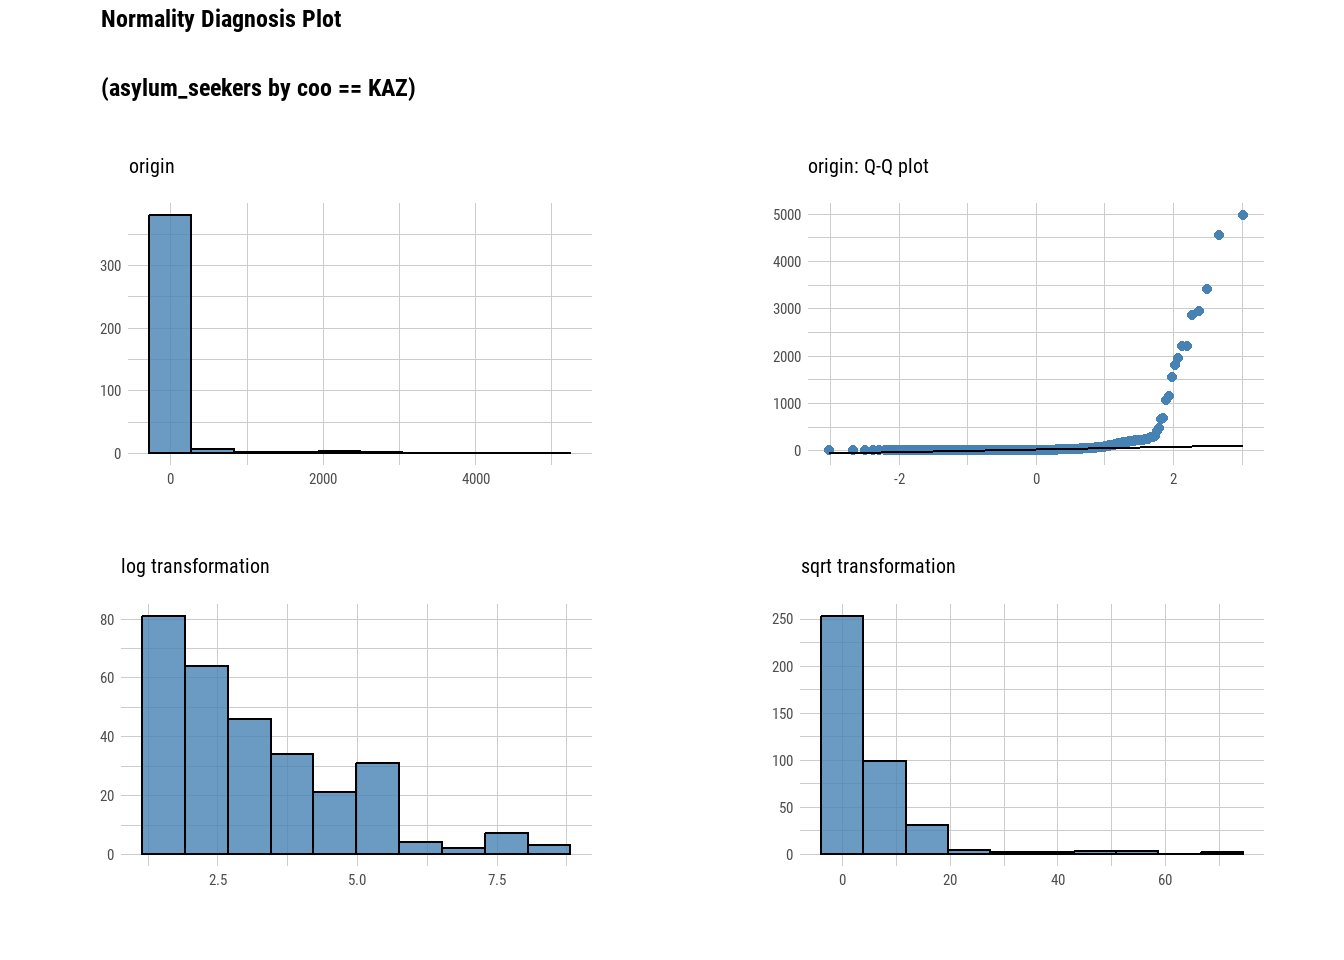 Normality Diagnosis Plot
(asylum_seekers by coo == KAZ)
origin
300
200
100
0
0 2000 4000
origin: Q-Q plot
5000
4000
3000
2000
1000
0
-2 0 2
log transformation
80
60
40
20
0
2.5 5.0 7.5
sqrt transformation
250
200
150
100
50
0
0 20 40 60